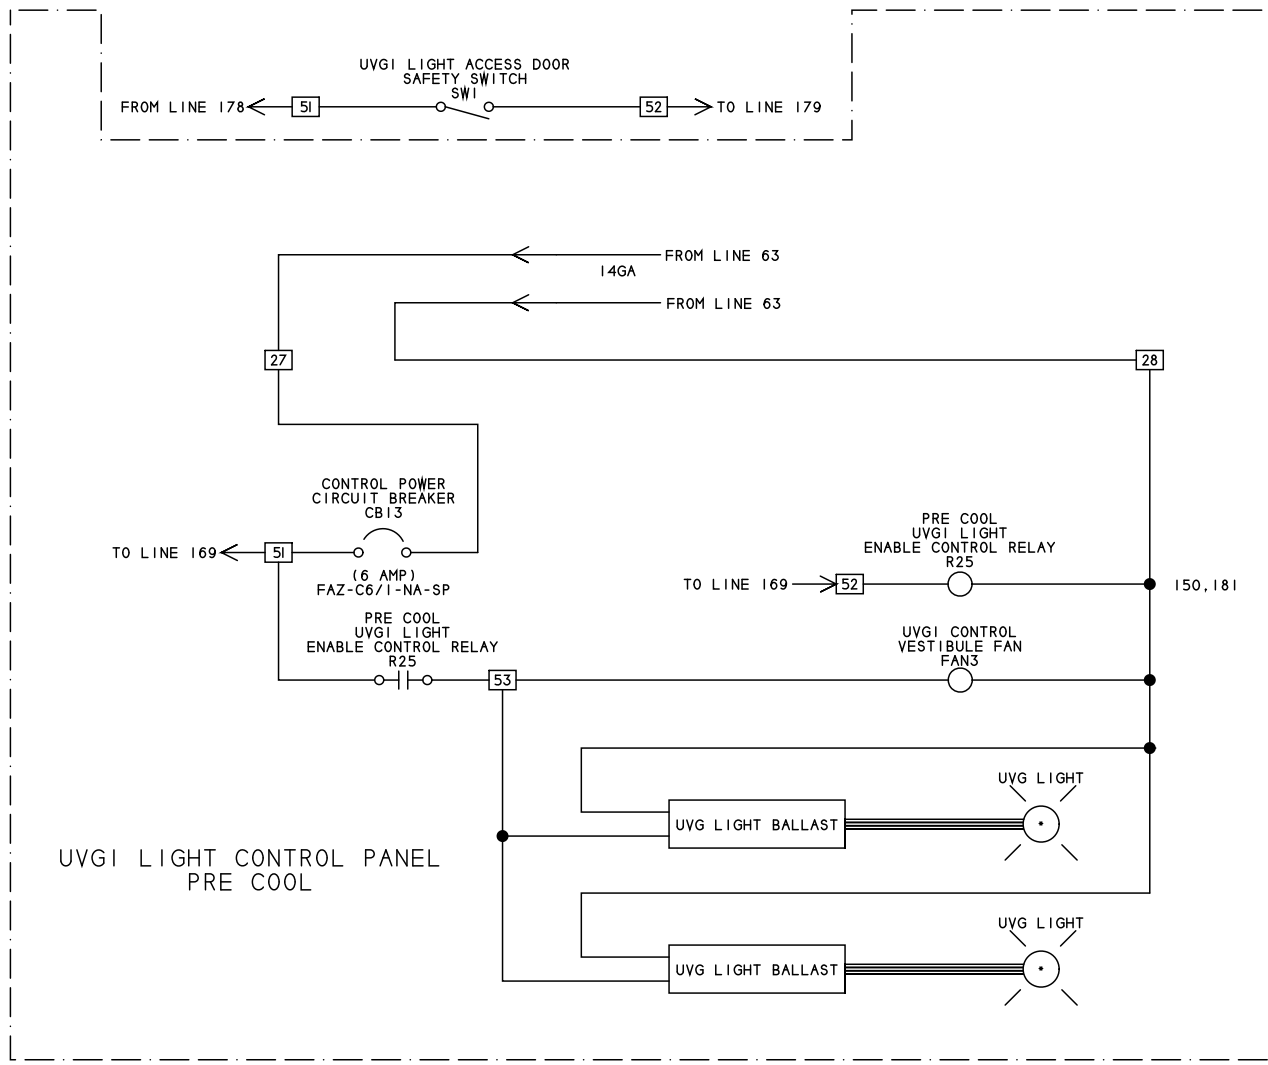 UVGI LIGHT ACCESS DOOR
SAFETY SWITCH
SW1
FROM LINE 178
51
52
TO LINE 179
FROM LINE 63
14GA
FROM LINE 63
27
28
CONTROL POWER
CIRCUIT BREAKER
CB13
TO LINE 169
51
(6 AMP)
FAZ-C6/1-NA-SP
PRE COOL
UVGI LIGHT
ENABLE CONTROL RELAY
R25
TO LINE 169
52
150,181
PRE COOL
UVGI LIGHT
ENABLE CONTROL RELAY
R25
53
UVGI CONTROL
VESTIBULE FAN
FAN3
UVG LIGHT
UVG LIGHT BALLAST
UVGI LIGHT CONTROL PANEL
PRE COOL
UVG LIGHT
UVG LIGHT BALLAST